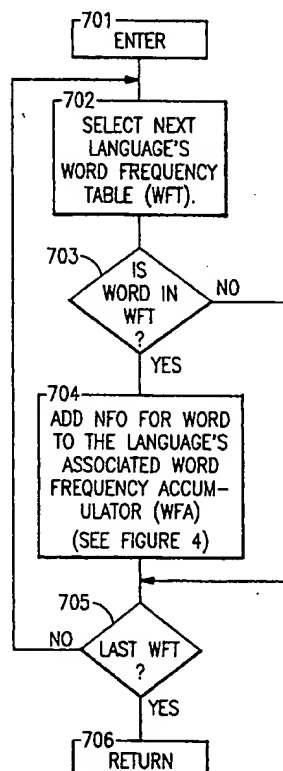 701
ENTER
702
SELECT NEXT
LANGUAGE'S
WORD FREQUENCY
TABLE (WFT).
703
IS
WORD IN
WFT
?
NO
YES
704
ADD NFO FOR WORD
TO THE LANGUAGE'S
ASSOCIATED WORD
FREQUENCY ACCUM-
ULATOR (WFA)
(SEE FIGURE 4)
705
NO
LAST WFT
?
YES
706
RETURN